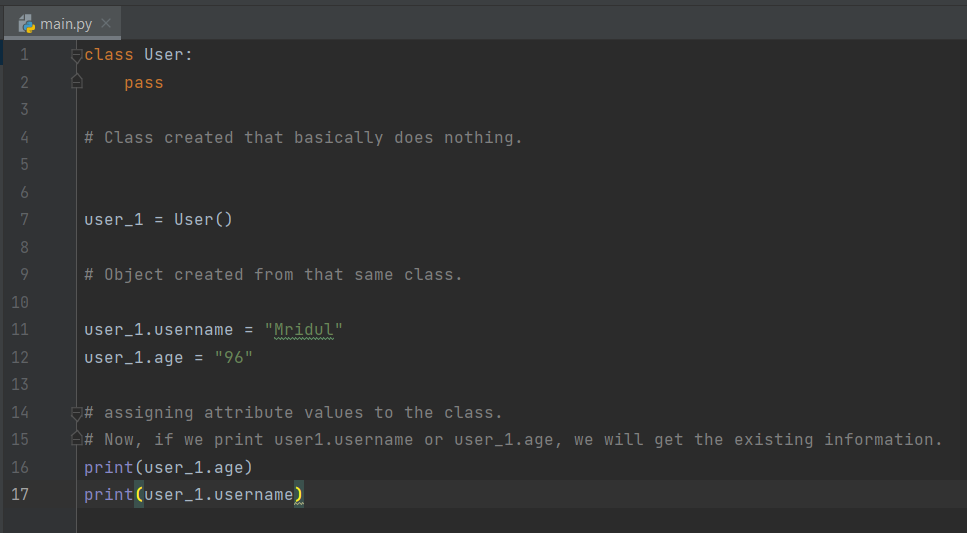 main.py
1 class User:
2     pass
3
4 # Class created that basically does nothing.
5
6
7 user_1 = User()
8
9 # Object created from that same class.
10
11 user_1.username = "Mridul"
12 user_1.age = "96"
13
14 # assigning attribute values to the class.
15 # Now, if we print user1.username or user_1.age, we will get the existing information.
16 print(user_1.age)
17 print(user_1.username)